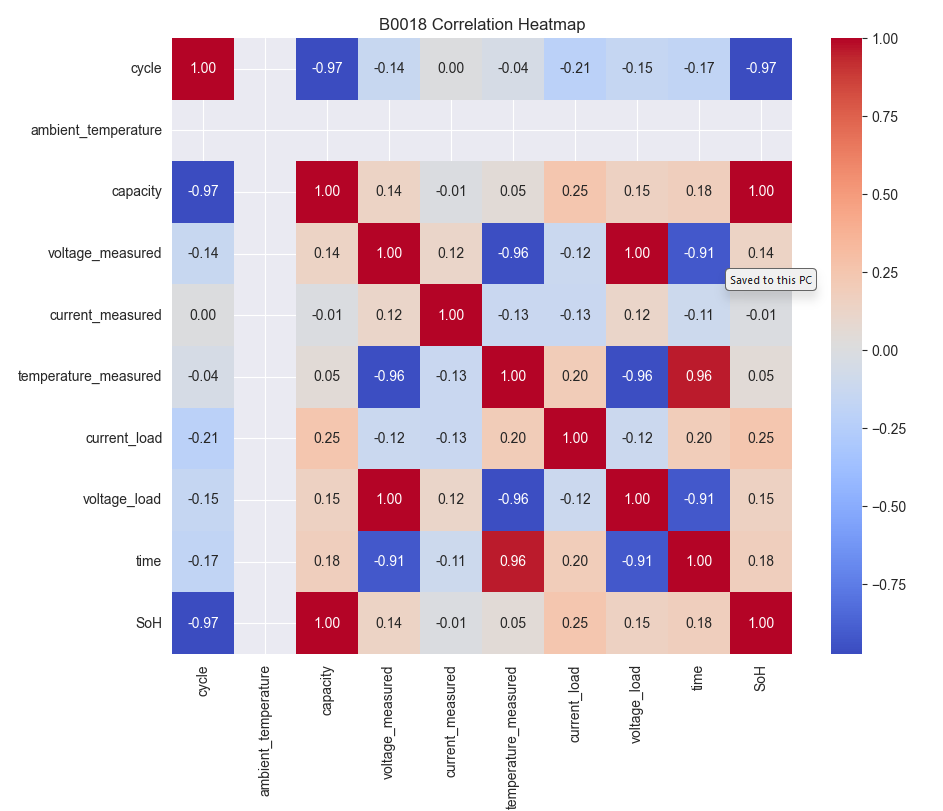 B0018 Correlation Heatmap
cycle 1.00 -0.97 -0.14 0.00 -0.04 -0.21 -0.15 -0.17 -0.97
ambient_temperature
capacity -0.97 1.00 0.14 -0.01 0.05 0.25 0.15 0.18 1.00
voltage_measured -0.14 0.14 1.00 0.12 -0.96 -0.12 1.00 -0.91 0.14
Saved to this PC
current_measured 0.00 -0.01 0.12 1.00 -0.13 -0.13 0.12 -0.11 -0.01
temperature_measured -0.04 0.05 -0.96 -0.13 1.00 0.20 -0.96 0.96 0.05
current_load -0.21 0.25 -0.12 -0.13 0.20 1.00 -0.12 0.20 0.25
voltage_load -0.15 0.15 1.00 0.12 -0.96 -0.12 1.00 -0.91 0.15
time -0.17 0.18 -0.91 -0.11 0.96 0.20 -0.91 1.00 0.18
SoH -0.97 1.00 0.14 -0.01 0.05 0.25 0.15 0.18 1.00
cycle
ambient_temperature
capacity
voltage_measured
current_measured
temperature_measured
current_load
voltage_load
time
SoH
1.00
0.75
0.50
0.25
0.00
−0.25
−0.50
−0.75